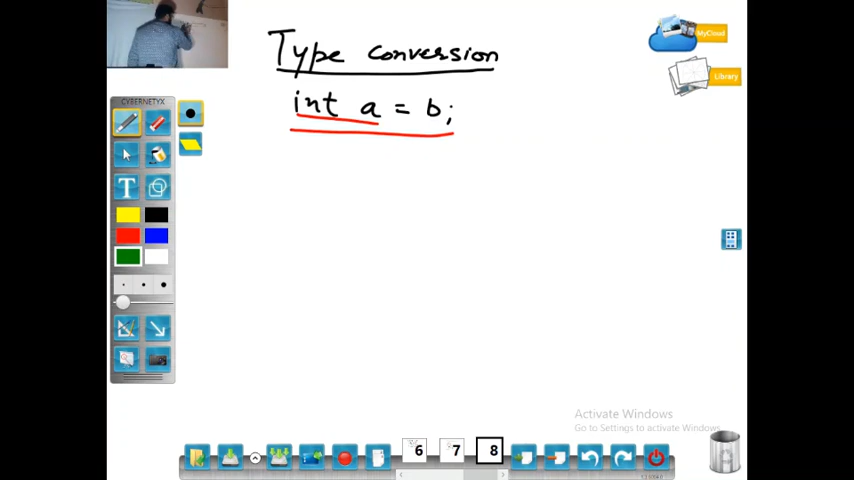 Type conversion
MyCloud
Library
int a = b;
CYBERNETYX
T
Activate Windows
Go to Settings to activate Windows.
6 7 8